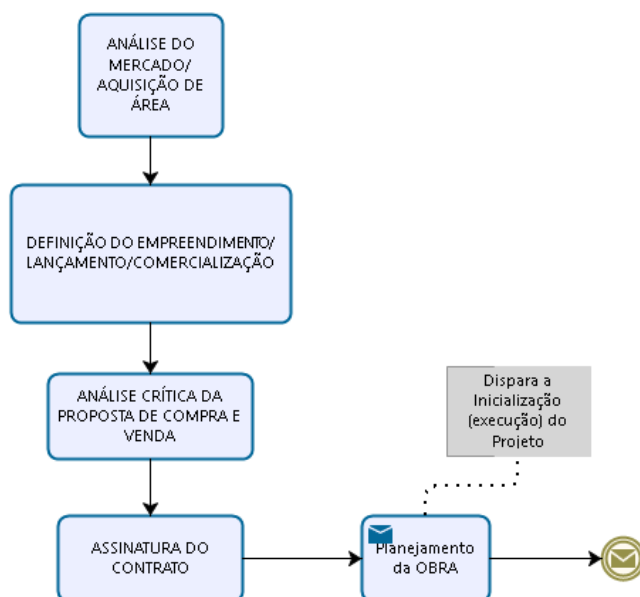 ANÁLISE DO
MERCADO/
AQUISIÇÃO DE
ÁREA
DEFINIÇÃO DO EMPREENDIMENTO/
LANÇAMENTO/COMERCIALIZAÇÃO
ANÁLISE CRÍTICA DA
PROPOSTA DE COMPRA E
VENDA
Dispara a
Inicialização
(execução) do
Projeto
ASSINATURA DO
CONTRATO
Planejamento
da OBRA